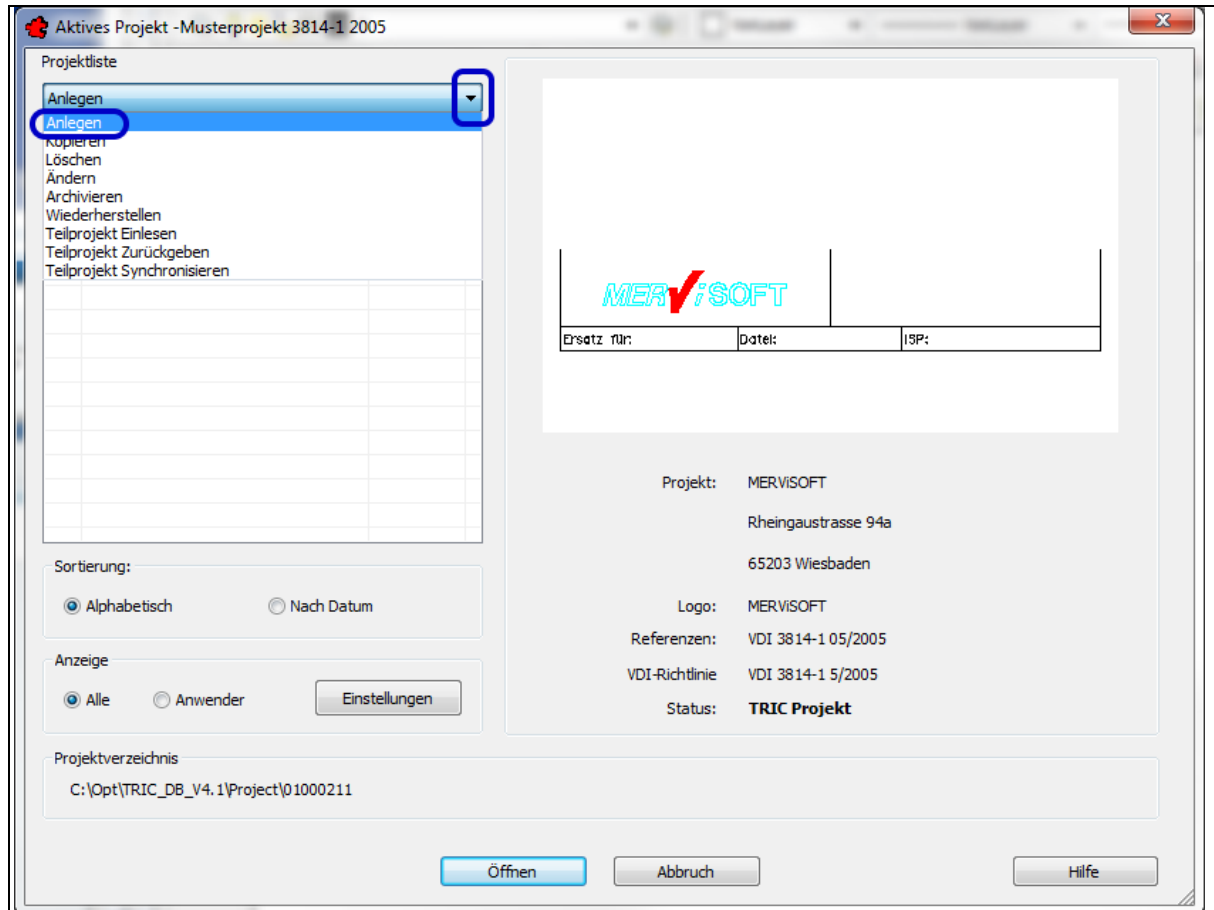 Aktives Projekt -Musterprojekt 3814-1 2005
Projektliste
Anlegen
Anlegen
Kopieren
Löschen
Ändern
Archivieren
Wiederherstellen
Teilprojekt Einlesen
Teilprojekt Zurückgeben
Teilprojekt Synchronisieren
MERViSOFT
Ersatz für: Datei: ISP:
Projekt: MERViSOFT
Rheingaustrasse 94a
65203 Wiesbaden
Logo: MERViSOFT
Referenzen: VDI 3814-1 05/2005
VDI-Richtlinie VDI 3814-1 5/2005
Status: TRIC Projekt
Sortierung:
Alphabetisch Nach Datum
Anzeige
Alle Anwender Einstellungen
Projektverzeichnis
C:\Opt\TRIC_DB_V4.1\Project\01000211
Öffnen Abbruch Hilfe